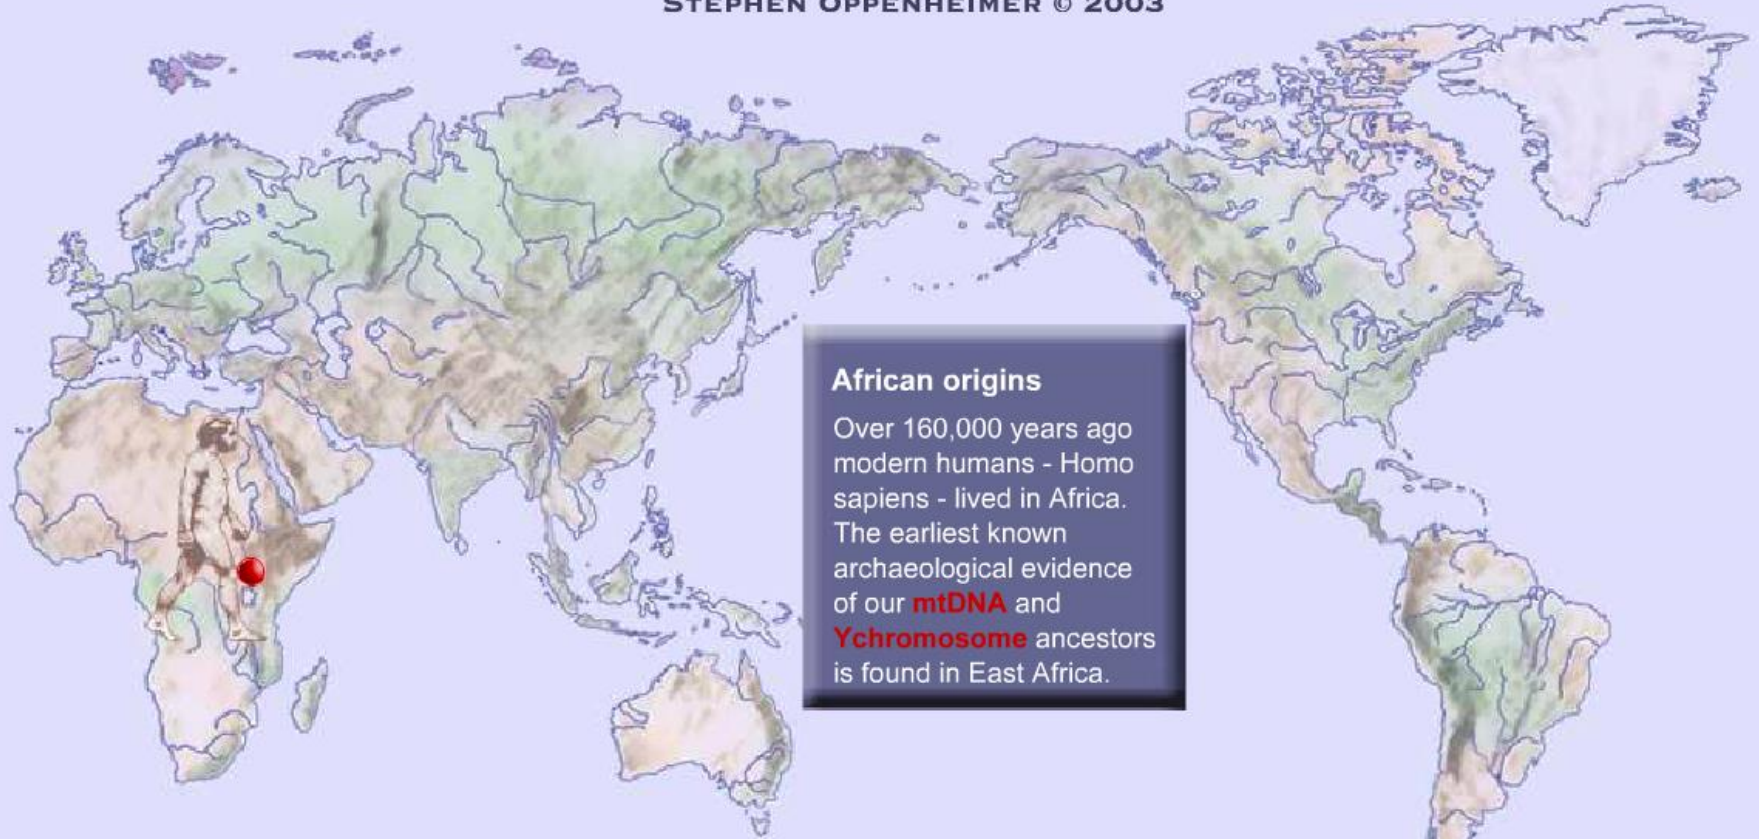 STEPHEN OPPENHEIMER © 2003
African origins
Over 160,000 years ago
modern humans - Homo
sapiens - lived in Africa.
The earliest known
archaeological evidence
of our mtDNA and
Ychromosome ancestors
is found in East Africa.